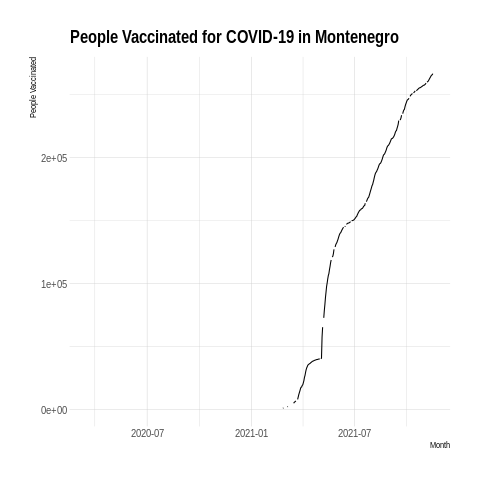 People Vaccinated for COVID-19 in Montenegro
People Vaccinated
2e+05
1e+05
0e+00
2020-07
2021-01
2021-07
Month